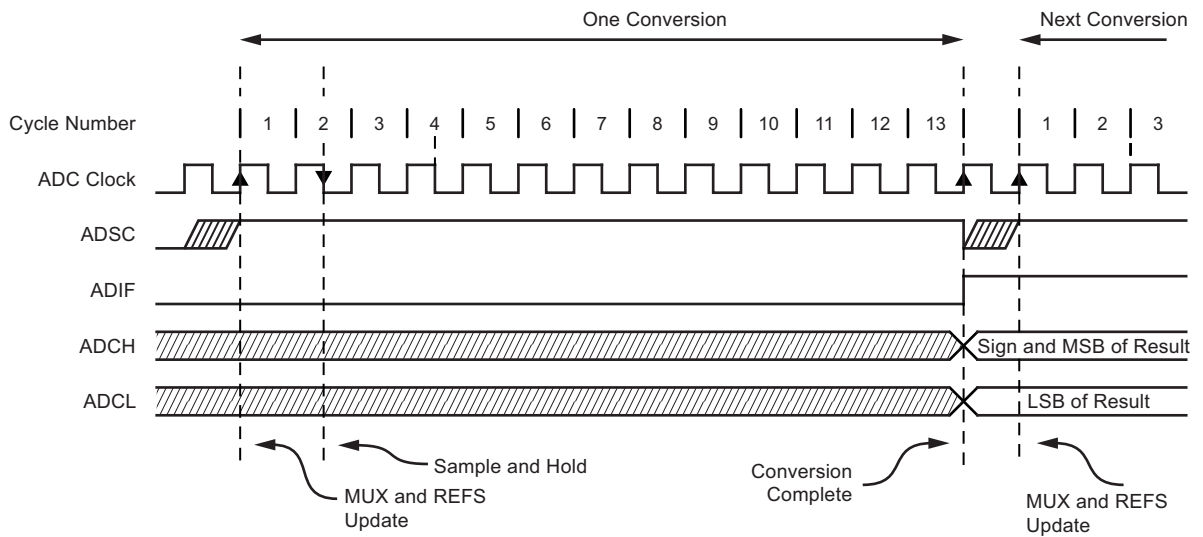 One Conversion
Next Conversion
Cycle Number
1 2 3 4 5 6 7 8 9 10 11 12 13 1 2 3
ADC Clock
ADSC
ADIF
ADCH
Sign and MSB of Result
ADCL
LSB of Result
Sample and Hold
MUX and REFS
Update
Conversion
Complete
MUX and REFS
Update